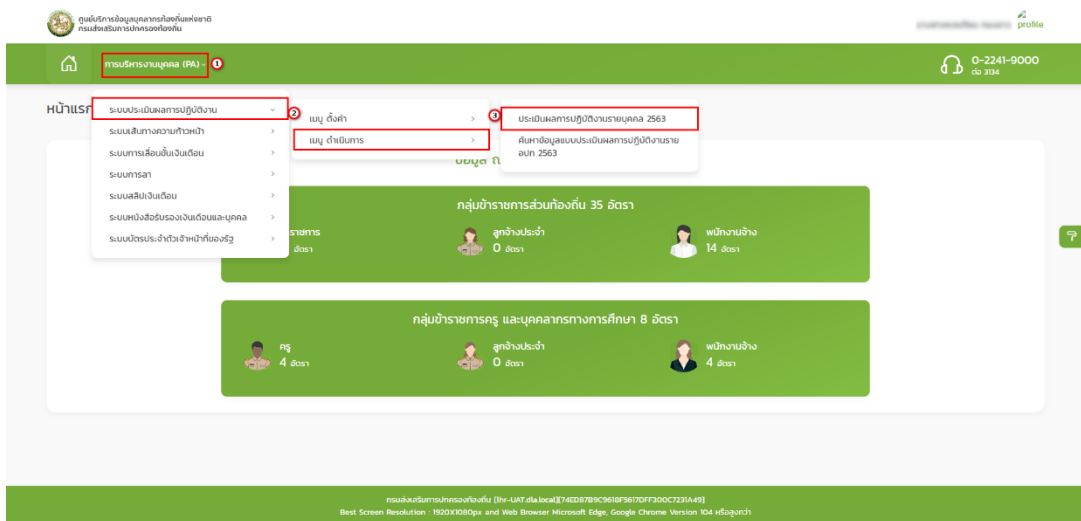 ศูนย์บริการข้อมูลบุคลากรท้องถิ่นแห่งชาติ
กรมส่งเสริมการปกครองท้องถิ่น
profile
การบริหารงานบุคคล (PA)
1
0-2241-9000
ต่อ 3134
หน้าแรก
ระบบประเมินผลการปฏิบัติงาน
2
เมนู ตั้งค่า
3
ประเมินผลการปฏิบัติงานรายบุคคล 2563
ระบบเส้นทางความก้าวหน้า
เมนู ดำเนินการ
ค้นหาข้อมูลแบบประเมินผลการปฏิบัติงานราย
อปท 2563
ระบบการเลื่อนขั้นเงินเดือน
ข้อมูล ณ
ระบบการลา
ระบบสลิปเงินเดือน
ระบบหนังสือรับรองเงินเดือนและบุคคล
ระบบบัตรประจำตัวเจ้าหน้าที่ของรัฐ
กลุ่มข้าราชการส่วนท้องถิ่น 35 อัตรา
ราชการ
อัตรา
ลูกจ้างประจำ
0 อัตรา
พนักงานจ้าง
14 อัตรา
กลุ่มข้าราชการครู และบุคคลากรทางการศึกษา 8 อัตรา
ครู
4 อัตรา
ลูกจ้างประจำ
0 อัตรา
พนักงานจ้าง
4 อัตรา
กรมส่งเสริมการปกครองท้องถิ่น [lhr-UAT.dla.local][74ED87B9C9618F5617DFF300C7231A49]
Best Screen Resolution : 1920X1080px and Web Browser Microsoft Edge, Google Chrome Version 104 หรือสูงกว่า